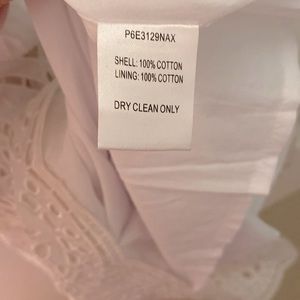 P6E3129NAX
SHELL: 100% COTTON
LINING: 100% COTTON
DRY CLEAN ONLY